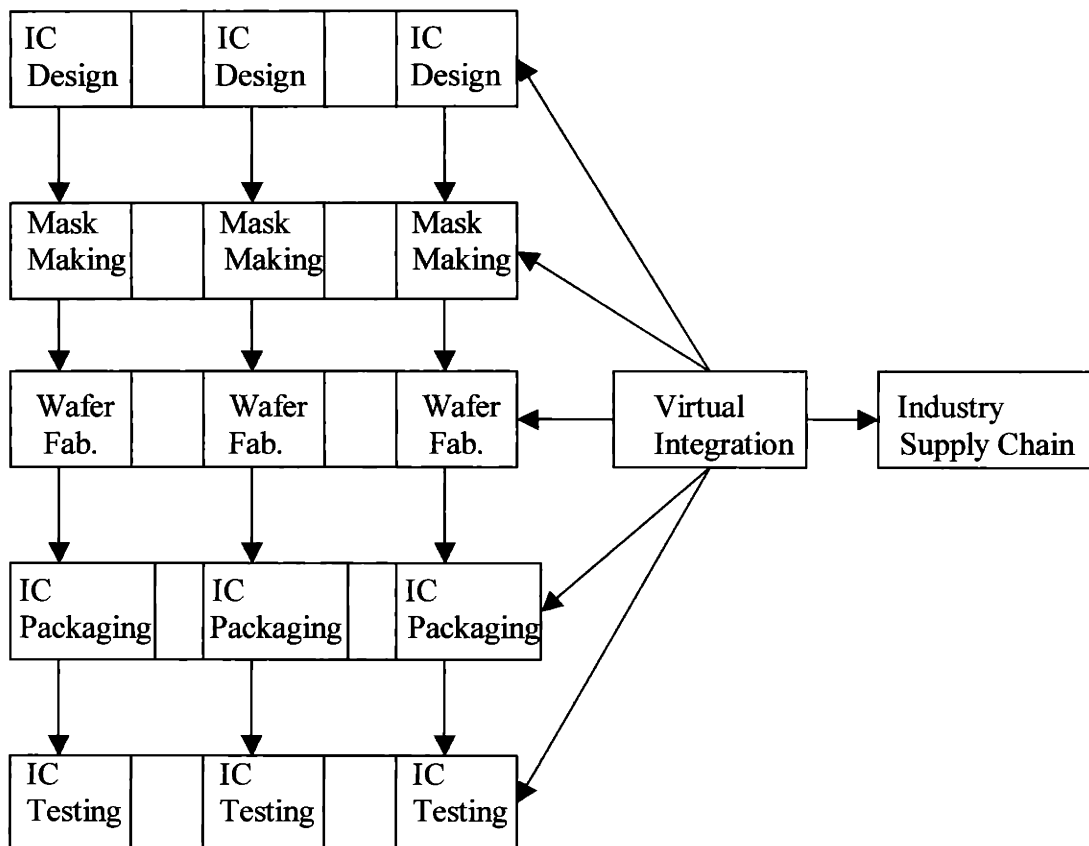 IC
Design
IC
Design
IC
Design
Mask
Making
Mask
Making
Mask
Making
Wafer
Fab.
Wafer
Fab.
Wafer
Fab.
Virtual
Integration
Industry
Supply Chain
IC
Packaging
IC
Packaging
IC
Packaging
IC
Testing
IC
Testing
IC
Testing